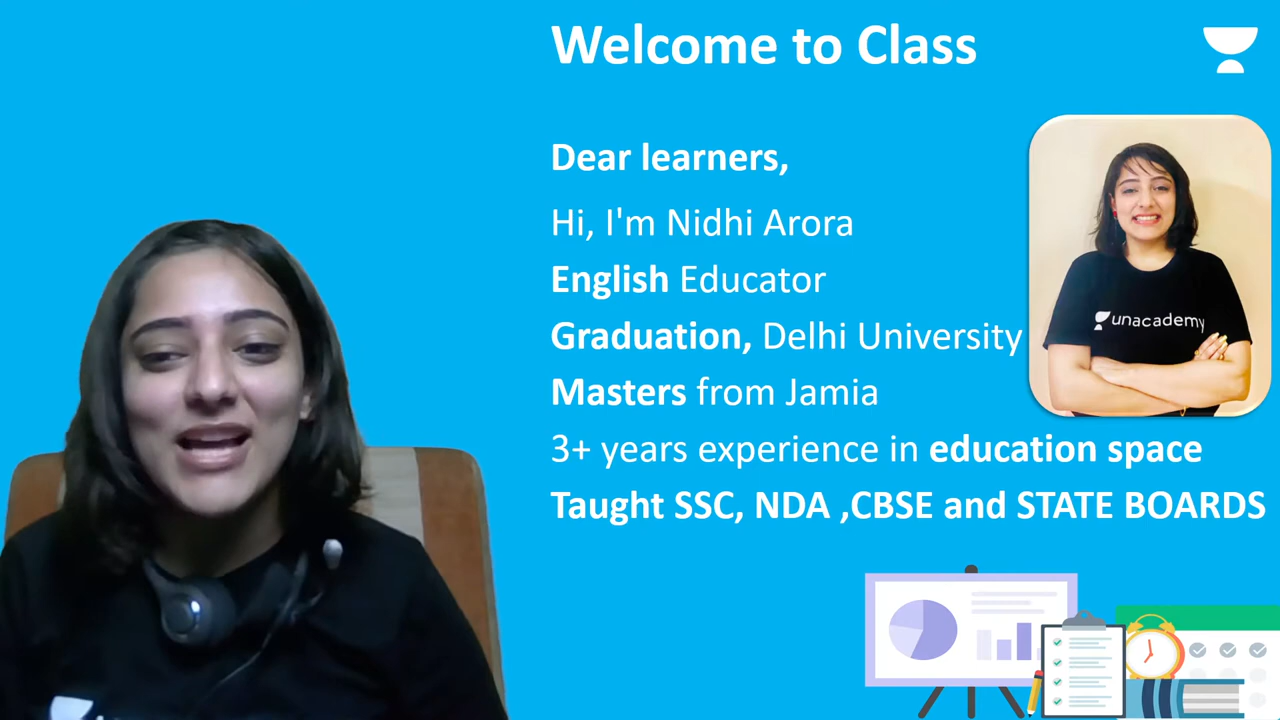 Welcome to Class
Dear learners,
Hi, I'm Nidhi Arora
English Educator
Graduation, Delhi University
Masters from Jamia
3+ years experience in education space
Taught SSC, NDA ,CBSE and STATE BOARDS
unacademy